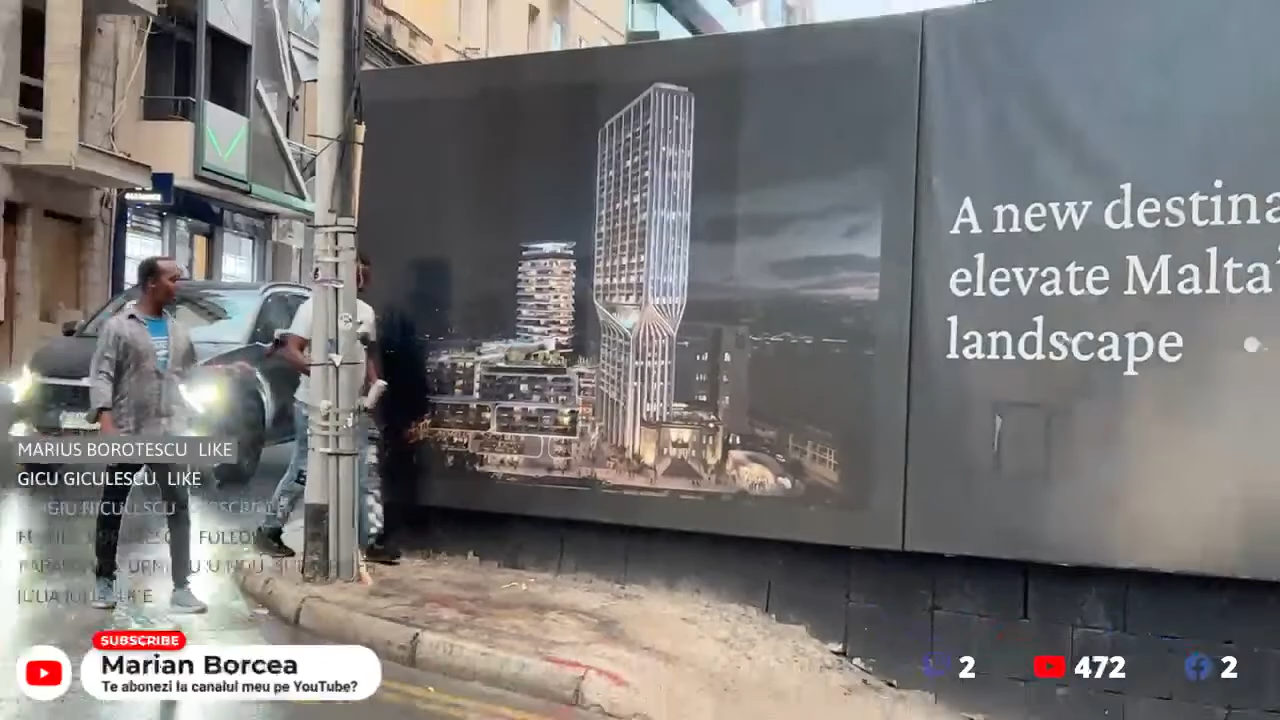 A new destina
elevate Malta'
landscape
MARIUS BOROTESCU LIKE
GICU GICULESCU LIKE
SUBSCRIBE
Marian Borcea
Te abonezi la canalul meu pe YouTube?
2
472
2